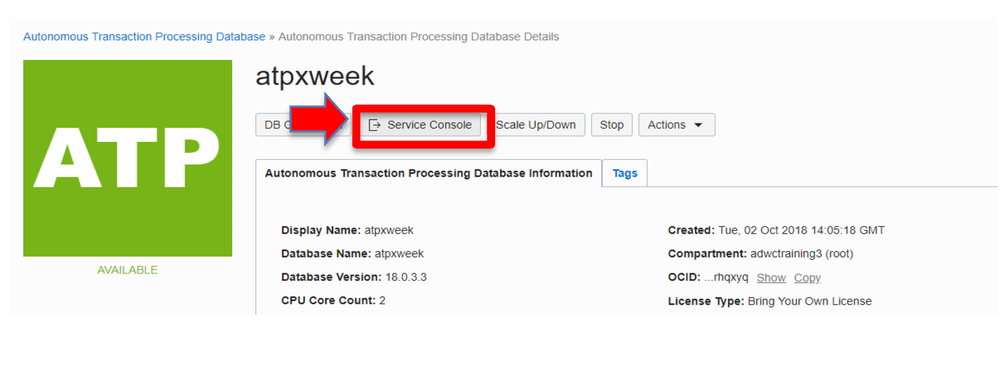 Autonomous Transaction Processing Database » Autonomous Transaction Processing Database Details
ATP
AVAILABLE
atpxweek
DB Service Console Scale Up/Down Stop Actions
Autonomous Transaction Processing Database Information Tags
Display Name: atpxweek
Database Name: atpxweek
Database Version: 18.0.3.3
CPU Core Count: 2
Created: Tue, 02 Oct 2018 14:05:18 GMT
Compartment: adwctraining3 (root)
OCID: ...rhqxyq Show Copy
License Type: Bring Your Own License